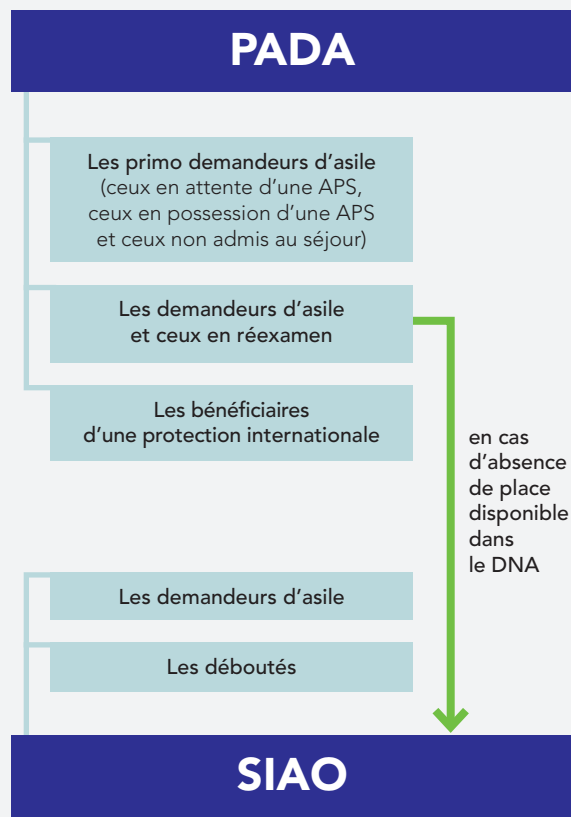 PADA
Les primo demandeurs d'asile
(ceux en attente d'une APS,
ceux en possession d'une APS
et ceux non admis au séjour)
Les demandeurs d'asile
et ceux en réexamen
Les bénéficiaires
d'une protection internationale
en cas
d'absence
de place
disponible
dans
le DNA
Les demandeurs d'asile
Les déboutés
SIAO